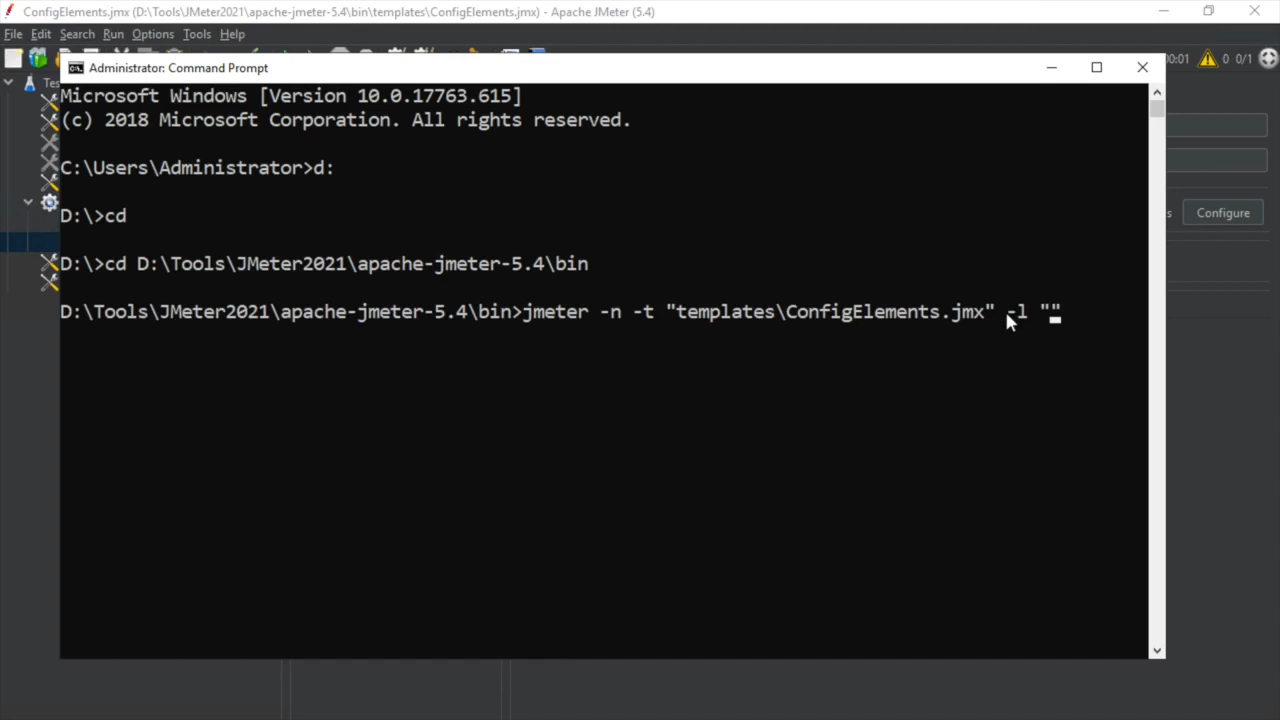 ConfigElements.jmx (D:\Tools\JMeter2021\apache-jmeter-5.4\bin\templates\ConfigElements.jmx) - Apache JMeter (5.4)
File Edit Search Run Options Tools Help
0 0/1
Administrator: Command Prompt
Microsoft Windows [Version 10.0.17763.615]
(c) 2018 Microsoft Corporation. All rights reserved.
C:\Users\Administrator>d:
D:\>cd
Configure
D:\>cd D:\Tools\JMeter2021\apache-jmeter-5.4\bin
D:\Tools\JMeter2021\apache-jmeter-5.4\bin>jmeter -n -t "templates\ConfigElements.jmx" -l ""